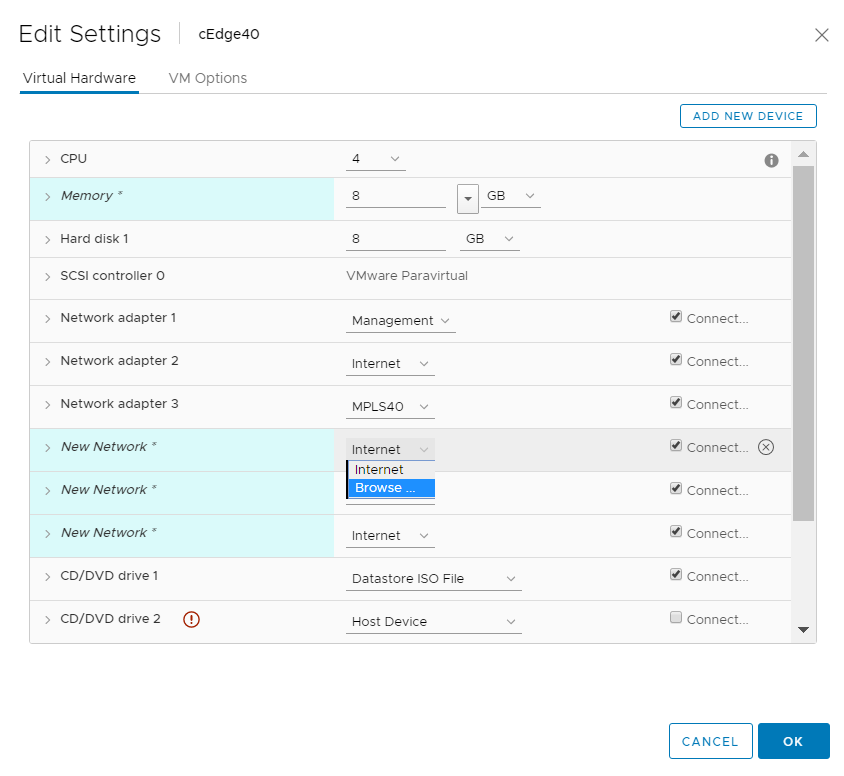 Edit Settings cEdge40
Virtual Hardware VM Options
ADD NEW DEVICE
CPU 4
Memory * 8 GB
Hard disk 1 8 GB
SCSI controller 0 VMware Paravirtual
Network adapter 1 Management Connect...
Network adapter 2 Internet Connect...
Network adapter 3 MPLS40 Connect...
New Network * Internet Connect...
Internet
Browse ...
New Network * Connect...
New Network * Internet Connect...
CD/DVD drive 1 Datastore ISO File Connect...
CD/DVD drive 2 Host Device Connect...
CANCEL OK